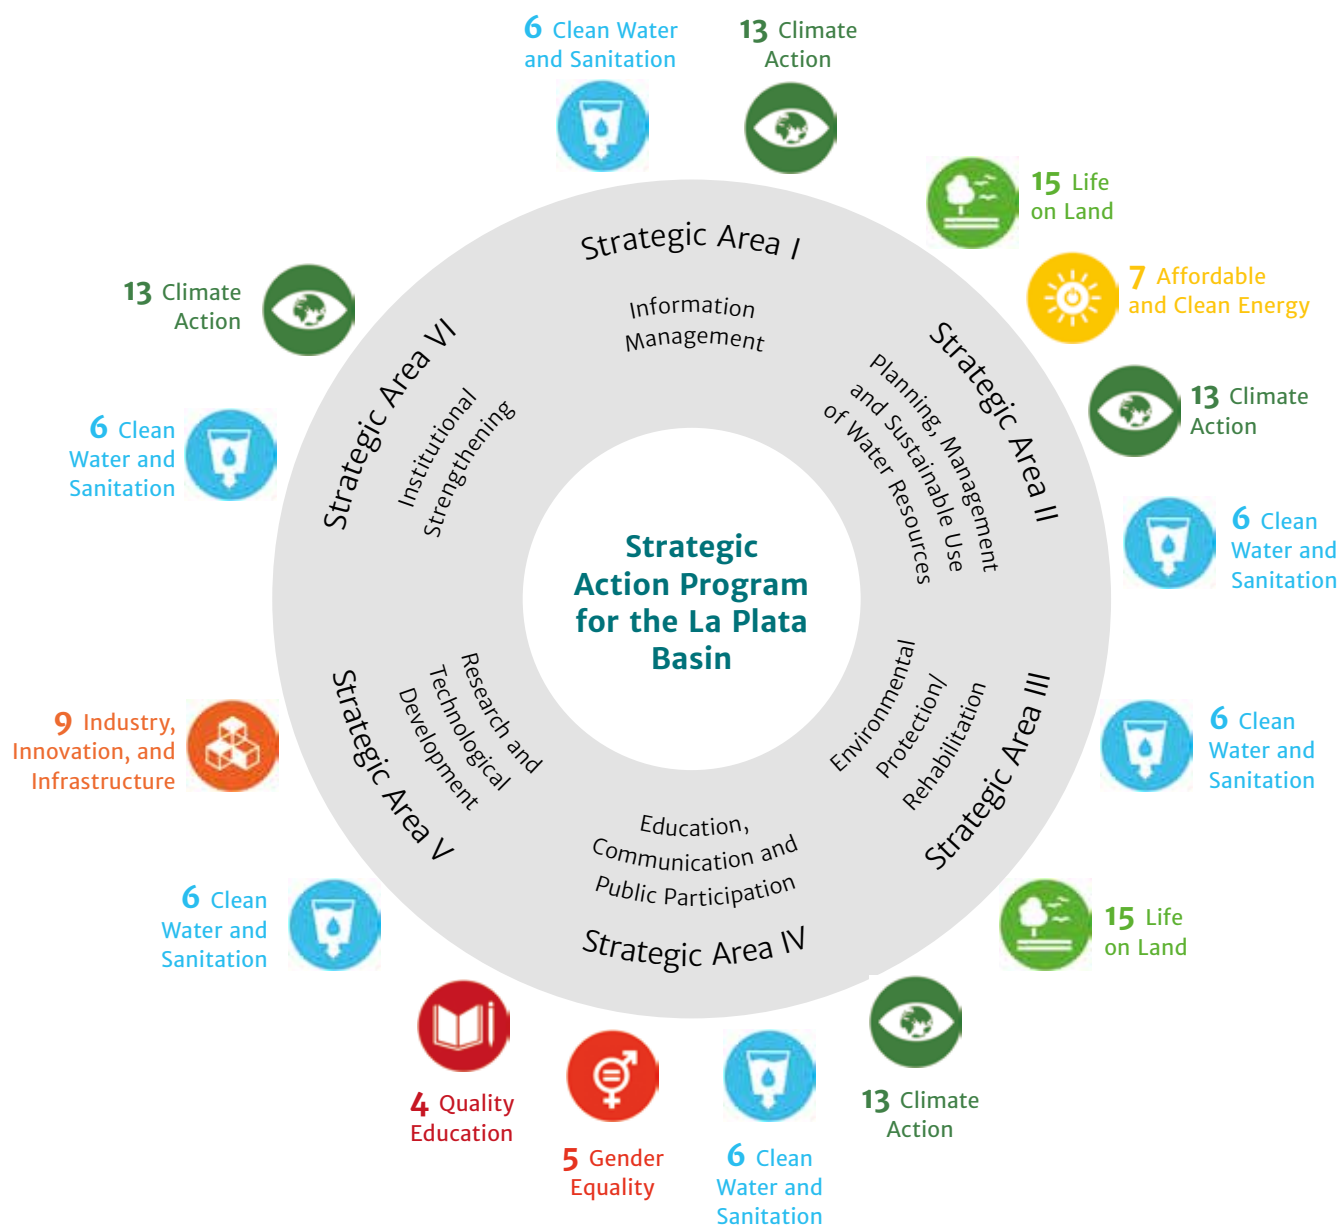 6 Clean Water
and Sanitation
13 Climate
Action
15 Life
on Land
7 Affordable
and Clean Energy
13 Climate
Action
6 Clean
Water and
Sanitation
6 Clean
Water and
Sanitation
15 Life
on Land
13 Climate
Action
6 Clean
Water and
Sanitation
5 Gender
Equality
4 Quality
Education
6 Clean
Water and
Sanitation
9 Industry,
Innovation, and
Infrastructure
6 Clean
Water and
Sanitation
13 Climate
Action
Strategic Area I
Information
Management
Strategic Area II
Planning, Management
and Sustainable Use
of Water Resources
Strategic Area III
Environmental
Protection/
Rehabilitation
Strategic Area IV
Education,
Communication and
Public Participation
Strategic Area V
Research and
Technological
Development
Strategic Area VI
Institutional
Strengthening
Strategic
Action Program
for the La Plata
Basin